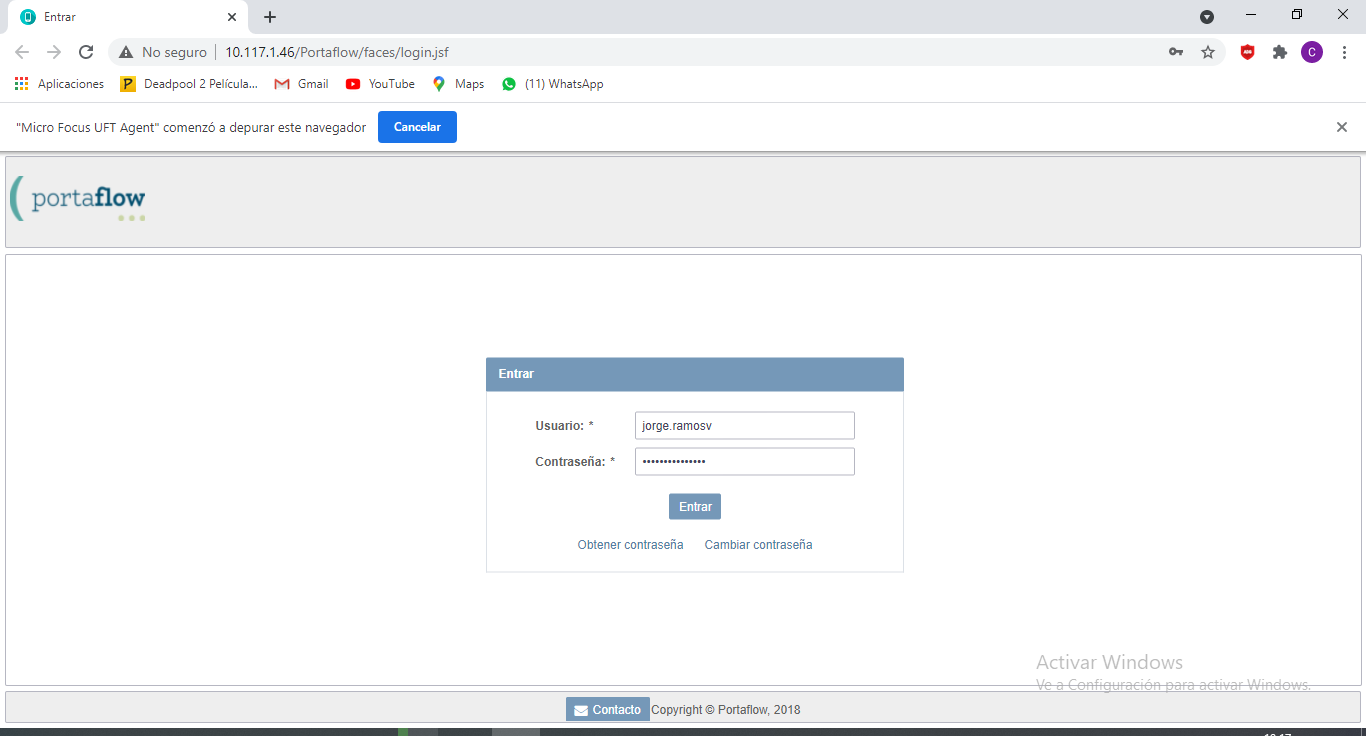 Entrar
No seguro 10.117.1.46/Portaflow/faces/login.jsf
Aplicaciones Deadpool 2 Película... Gmail YouTube Maps (11) WhatsApp
"Micro Focus UFT Agent" comenzó a depurar este navegador Cancelar
portaflow
Entrar
Usuario: * jorge.ramosv
Contraseña: * •••••••••••••••
Entrar
Obtener contraseña Cambiar contraseña
Activar Windows
Ve a Configuración para activar Windows.
Contacto Copyright © Portaflow, 2018